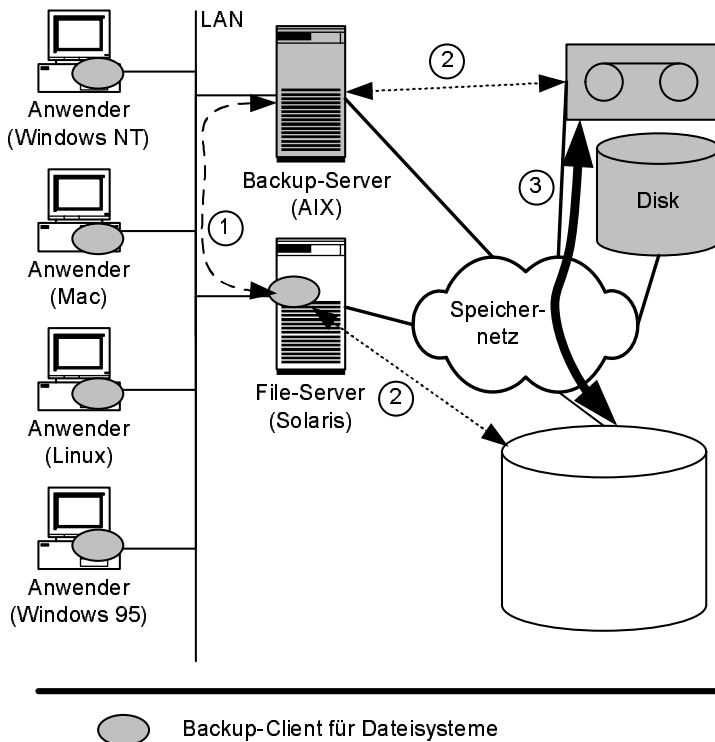 LAN
Anwender
(Windows NT)
Anwender
(Mac)
Anwender
(Linux)
Anwender
(Windows 95)
Backup-Server
(AIX)
1
File-Server
(Solaris)
2
2
3
Disk
Speicher-
netz
Backup-Client für Dateisysteme